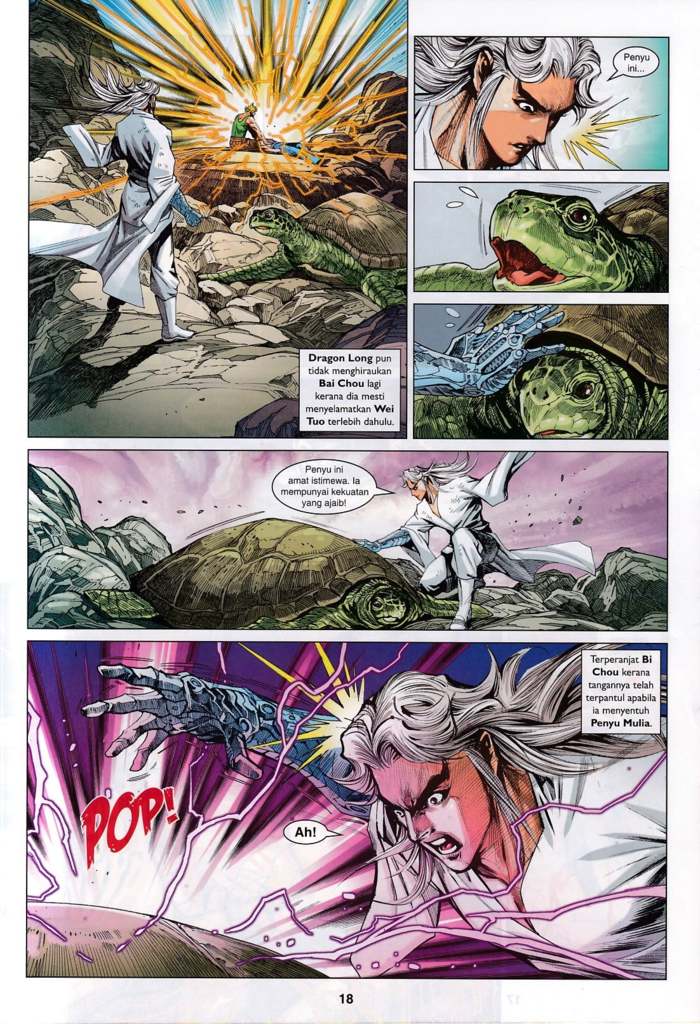 Dragon Long pun
tidak menghiraukan
Bai Chou lagi
kerana dia mesti
menyelamatkan Wei
Tuo terlebih dahulu.
Penyu
ini...
Penyu ini
amat istimewa. Ia
mempunyai kekuatan
yang ajaib!
Terperanjat Bi
Chou kerana
tangannya telah
terpantul apabila
ia menyentuh
Penyu Mulia.
POP!
Ah!
18